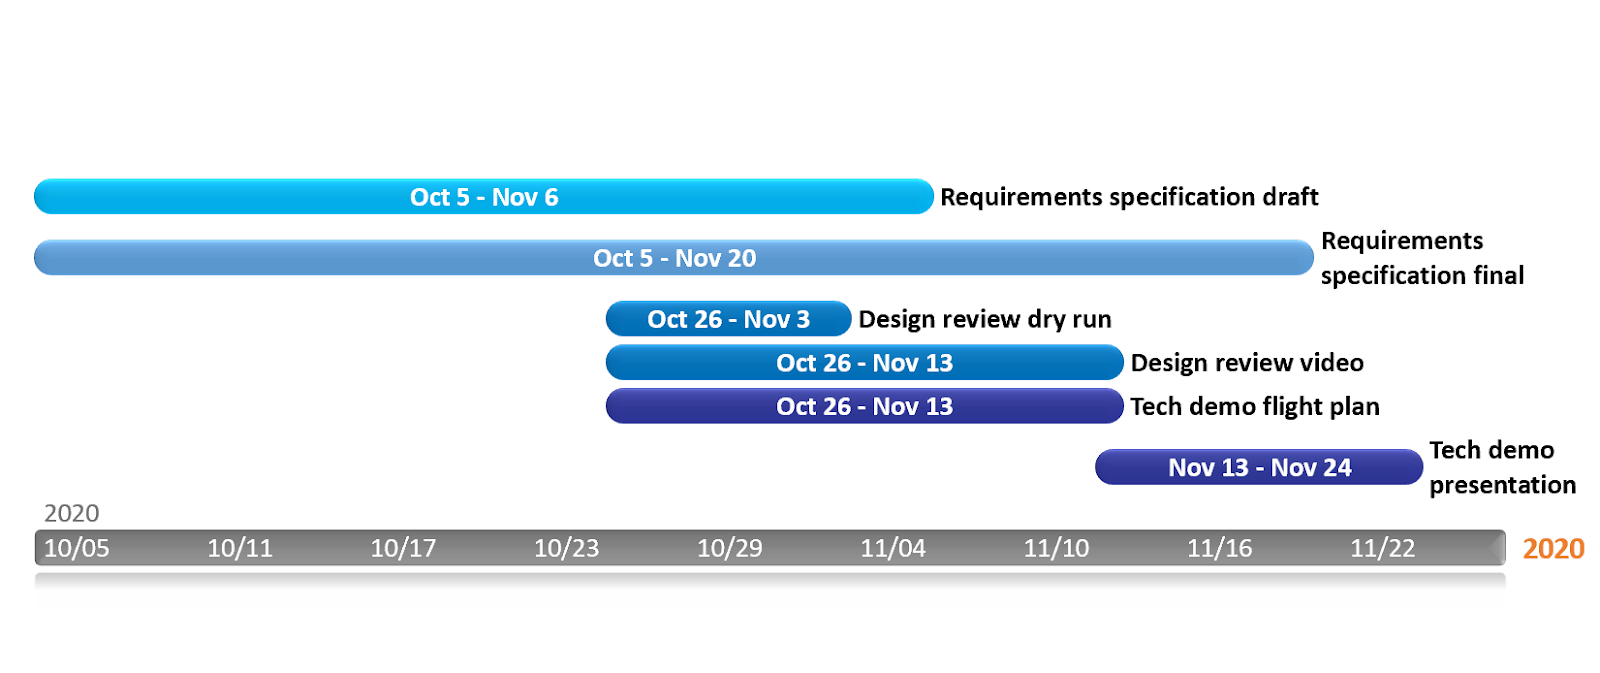 Oct 5 - Nov 6 Requirements specification draft
Oct 5 - Nov 20 Requirements
specification final
Oct 26 - Nov 3 Design review dry run
Oct 26 - Nov 13 Design review video
Oct 26 - Nov 13 Tech demo flight plan
Nov 13 - Nov 24 Tech demo
presentation
2020
10/05 10/11 10/17 10/23 10/29 11/04 11/10 11/16 11/22 2020